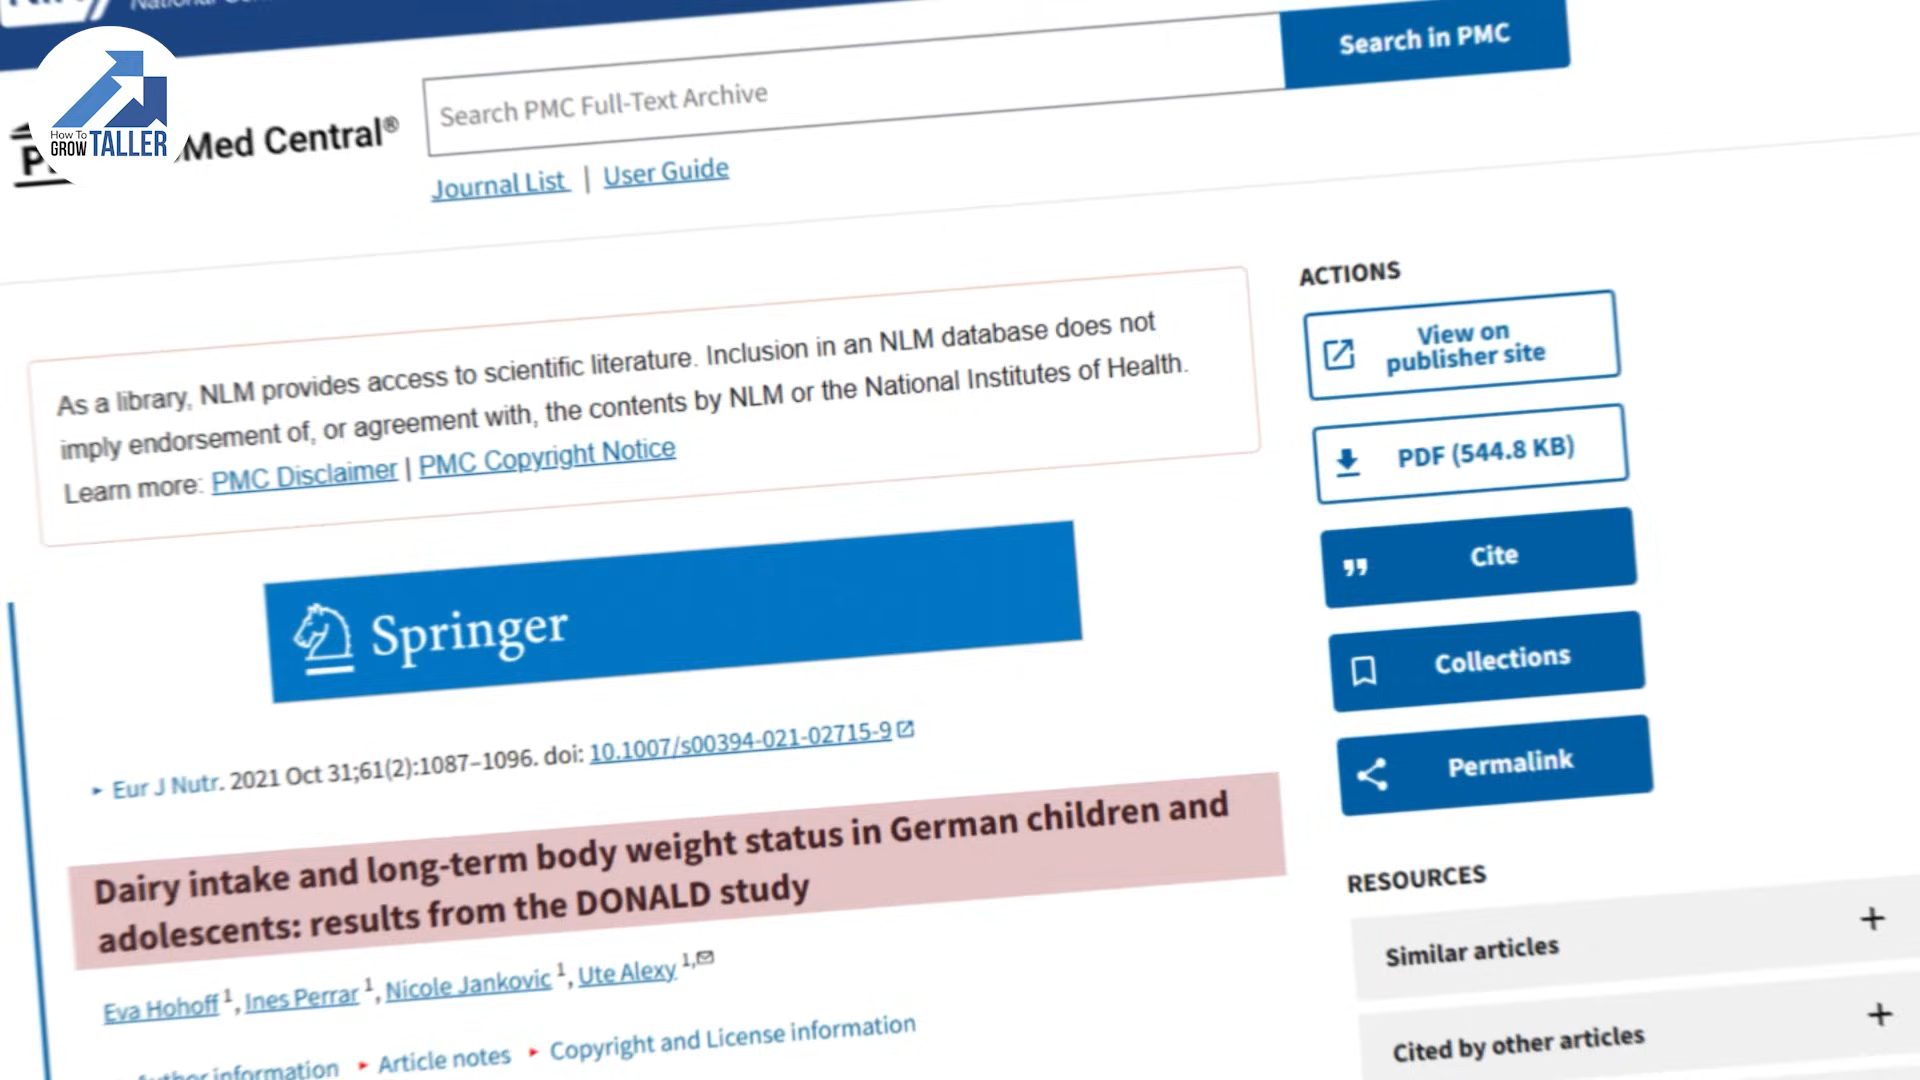 Search PMC Full-Text Archive
Search in PMC
How To
GROW TALLER
Med Central®
Journal List | User Guide
As a library, NLM provides access to scientific literature. Inclusion in an NLM database does not
imply endorsement of, or agreement with, the contents by NLM or the National Institutes of Health.
Learn more: PMC Disclaimer | PMC Copyright Notice
Springer
Eur J Nutr. 2021 Oct 31;61(2):1087–1096. doi: 10.1007/s00394-021-02715-9
Dairy intake and long-term body weight status in German children and
adolescents: results from the DONALD study
Eva Hohoff 1, Ines Perrar 1, Nicole Jankovic 1, Ute Alexy 1,
information ▸ Article notes ▸ Copyright and License information
ACTIONS
View on
publisher site
PDF (544.8 KB)
Cite
Collections
Permalink
RESOURCES
Similar articles
Cited by other articles